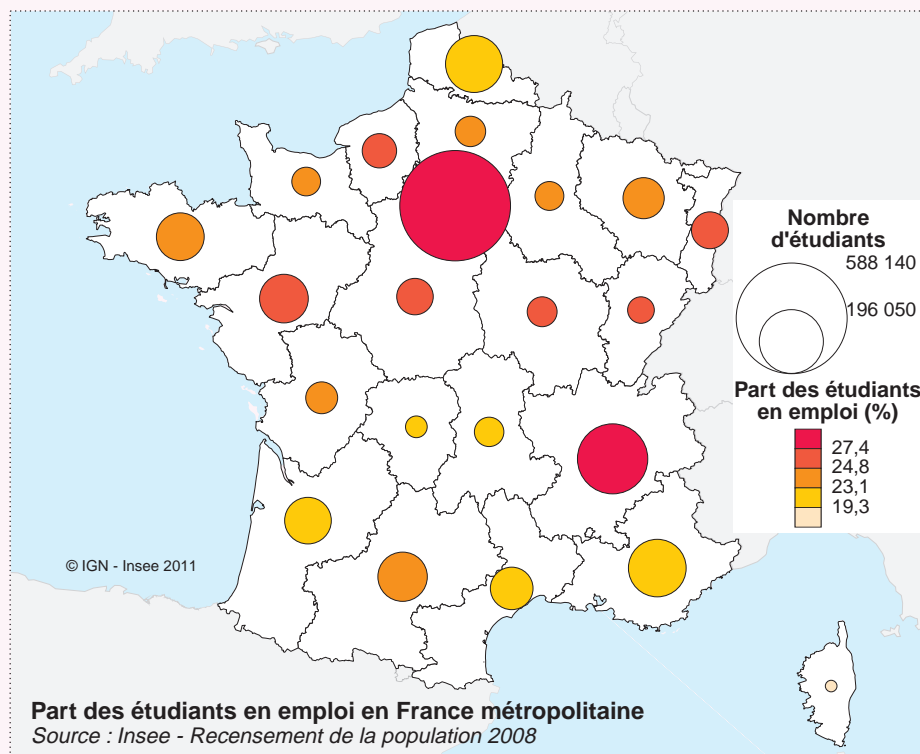 Nombre
d'étudiants
588 140
196 050
Part des étudiants
en emploi (%)
27,4
24,8
23,1
19,3
© IGN - Insee 2011
Part des étudiants en emploi en France métropolitaine
Source : Insee - Recensement de la population 2008